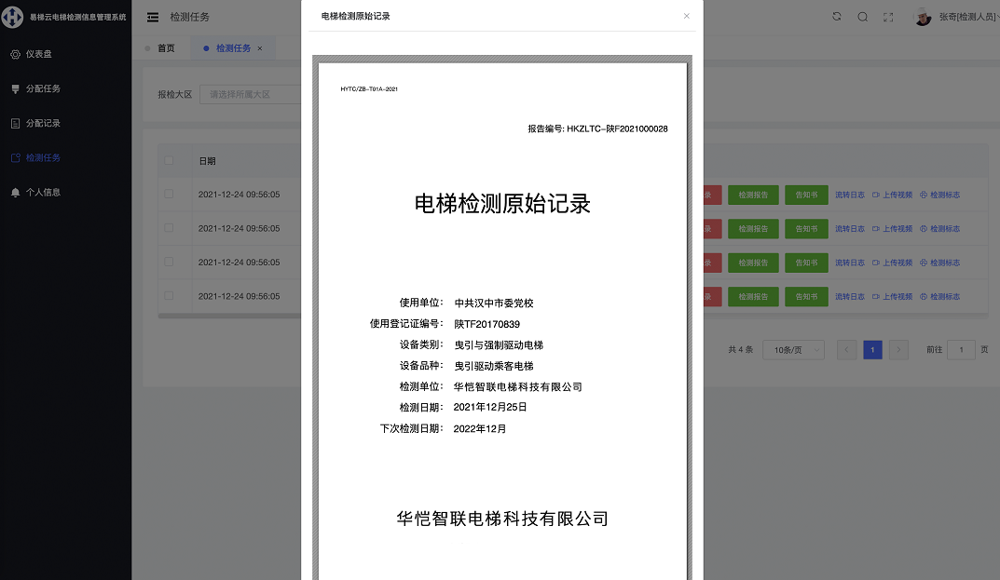 易梯云电梯检测信息管理系统
检测任务
张奇[检测人员]
仪表盘
分配任务
分配记录
检测任务
个人信息
首页
检测任务 ×
报检大区 请选择所属大区
日期
2021-12-24 09:56:05 录 检测报告 告知书 流转日志 上传视频 检测标志
2021-12-24 09:56:05 录 检测报告 告知书 流转日志 上传视频 检测标志
2021-12-24 09:56:05 录 检测报告 告知书 流转日志 上传视频 检测标志
2021-12-24 09:56:05 录 检测报告 告知书 流转日志 上传视频 检测标志
共 4 条 10条/页 < 1 > 前往 1 页
电梯检测原始记录 ×
HYTC/ZB-T01A-2021
报告编号: HKZLTC-陕F2021000028
电梯检测原始记录
使用单位： 中共汉中市委党校
使用登记证编号： 陕TF20170839
设备类别： 曳引与强制驱动电梯
设备品种： 曳引驱动乘客电梯
检测单位： 华恺智联电梯科技有限公司
检测日期： 2021年12月25日
下次检测日期： 2022年12月
华恺智联电梯科技有限公司